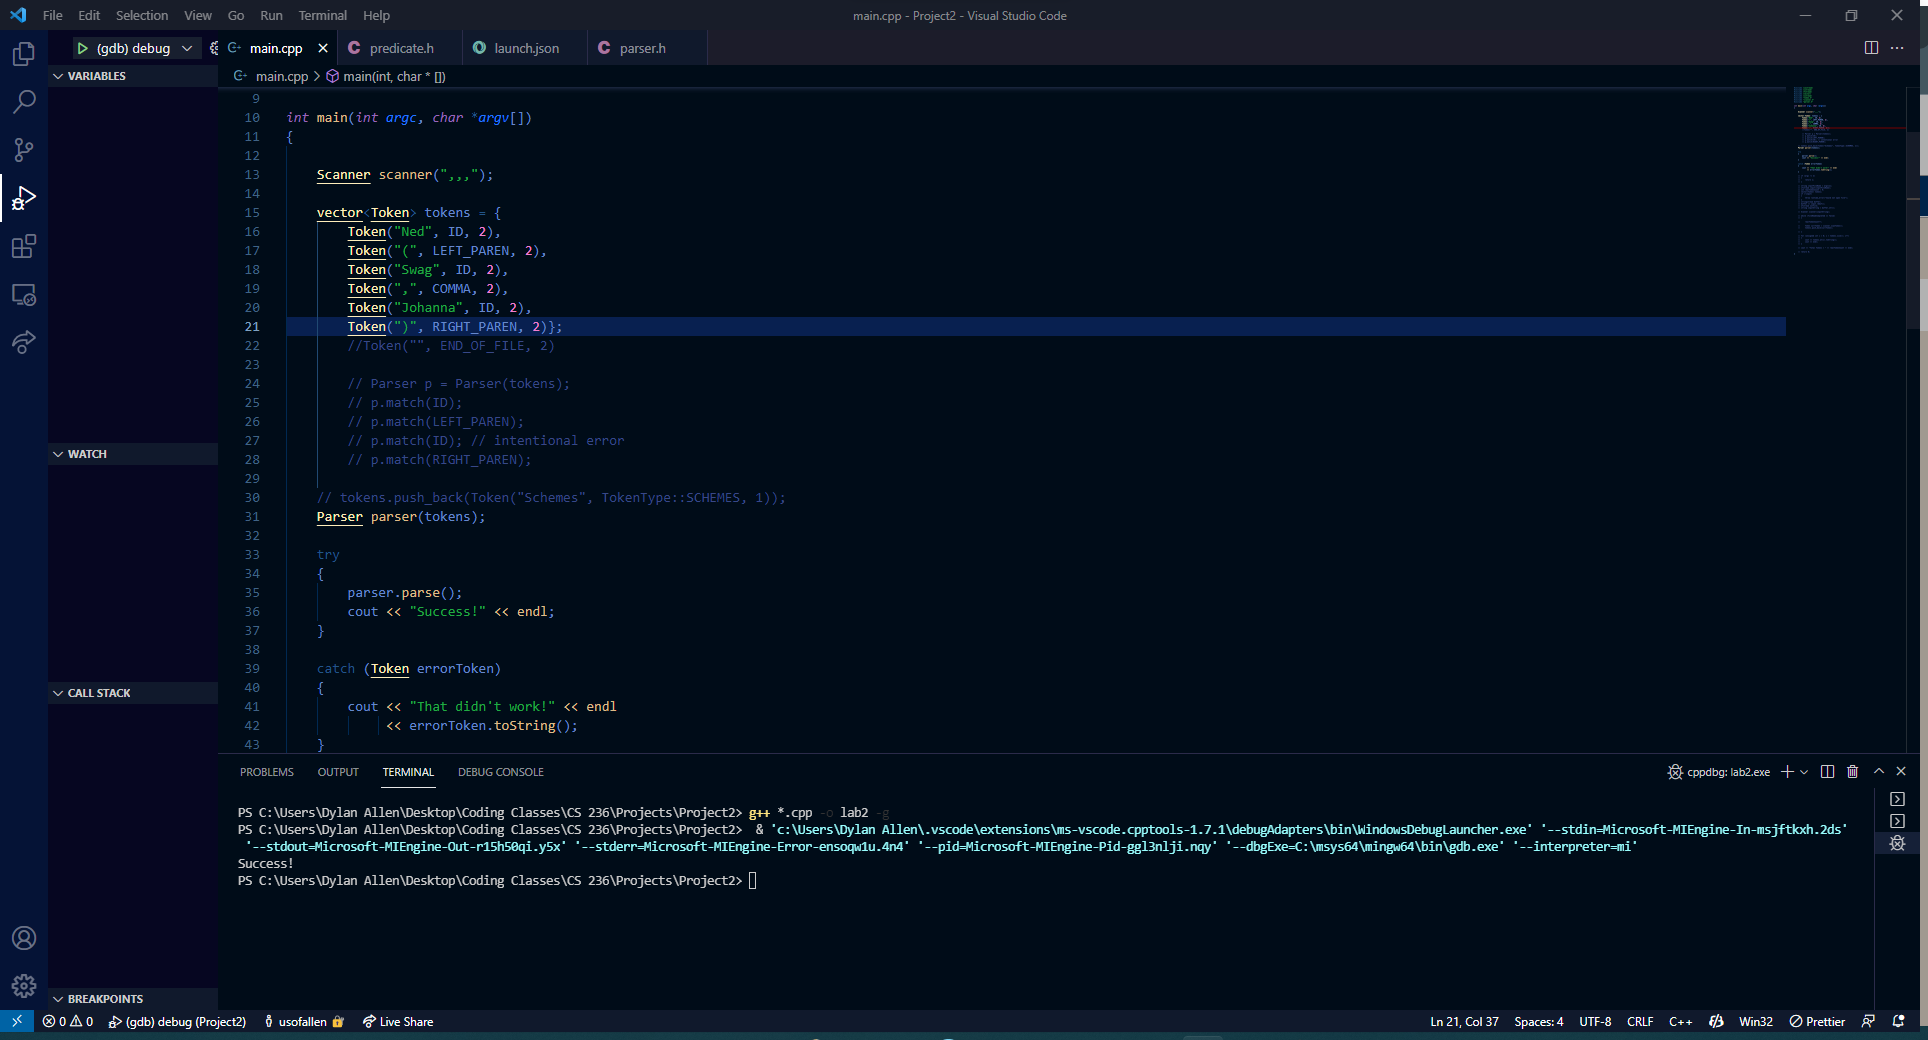 File Edit Selection View Go Run Terminal Help
main.cpp - Project2 - Visual Studio Code
(gdb) debug
main.cpp
predicate.h
launch.json
parser.h
VARIABLES
main.cpp > main(int, char * [])
9
10 int main(int argc, char *argv[])
11 {
12
13 Scanner scanner(",,,");
14
15 vector<Token> tokens = {
16 Token("Ned", ID, 2),
17 Token("(", LEFT_PAREN, 2),
18 Token("Swag", ID, 2),
19 Token(",", COMMA, 2),
20 Token("Johanna", ID, 2),
21 Token(")", RIGHT_PAREN, 2)};
22 //Token("", END_OF_FILE, 2)
23
24 // Parser p = Parser(tokens);
25 // p.match(ID);
26 // p.match(LEFT_PAREN);
27 // p.match(ID); // intentional error
28 // p.match(RIGHT_PAREN);
29
30 // tokens.push_back(Token("Schemes", TokenType::SCHEMES, 1));
31 Parser parser(tokens);
32
33 try
34 {
35 parser.parse();
36 cout << "Success!" << endl;
37 }
38
39 catch (Token errorToken)
40 {
41 cout << "That didn't work!" << endl
42 << errorToken.toString();
43 }
WATCH
CALL STACK
BREAKPOINTS
PROBLEMS OUTPUT TERMINAL DEBUG CONSOLE
cppdbg: lab2.exe
PS C:\Users\Dylan Allen\Desktop\Coding Classes\CS 236\Projects\Project2> g++ *.cpp -o lab2 -g
PS C:\Users\Dylan Allen\Desktop\Coding Classes\CS 236\Projects\Project2> & 'c:\Users\Dylan Allen\.vscode\extensions\ms-vscode.cpptools-1.7.1\debugAdapters\bin\WindowsDebugLauncher.exe' '--stdin=Microsoft-MIEngine-In-msjftkxh.2ds'
'--stdout=Microsoft-MIEngine-Out-r15h50qi.y5x' '--stderr=Microsoft-MIEngine-Error-ensoqw1u.4n4' '--pid=Microsoft-MIEngine-Pid-ggl3nlji.nqy' '--dbgExe=C:\msys64\mingw64\bin\gdb.exe' '--interpreter=mi'
Success!
PS C:\Users\Dylan Allen\Desktop\Coding Classes\CS 236\Projects\Project2>
0 0 (gdb) debug (Project2) usofallen Live Share
Ln 21, Col 37 Spaces: 4 UTF-8 CRLF C++ Win32 Prettier